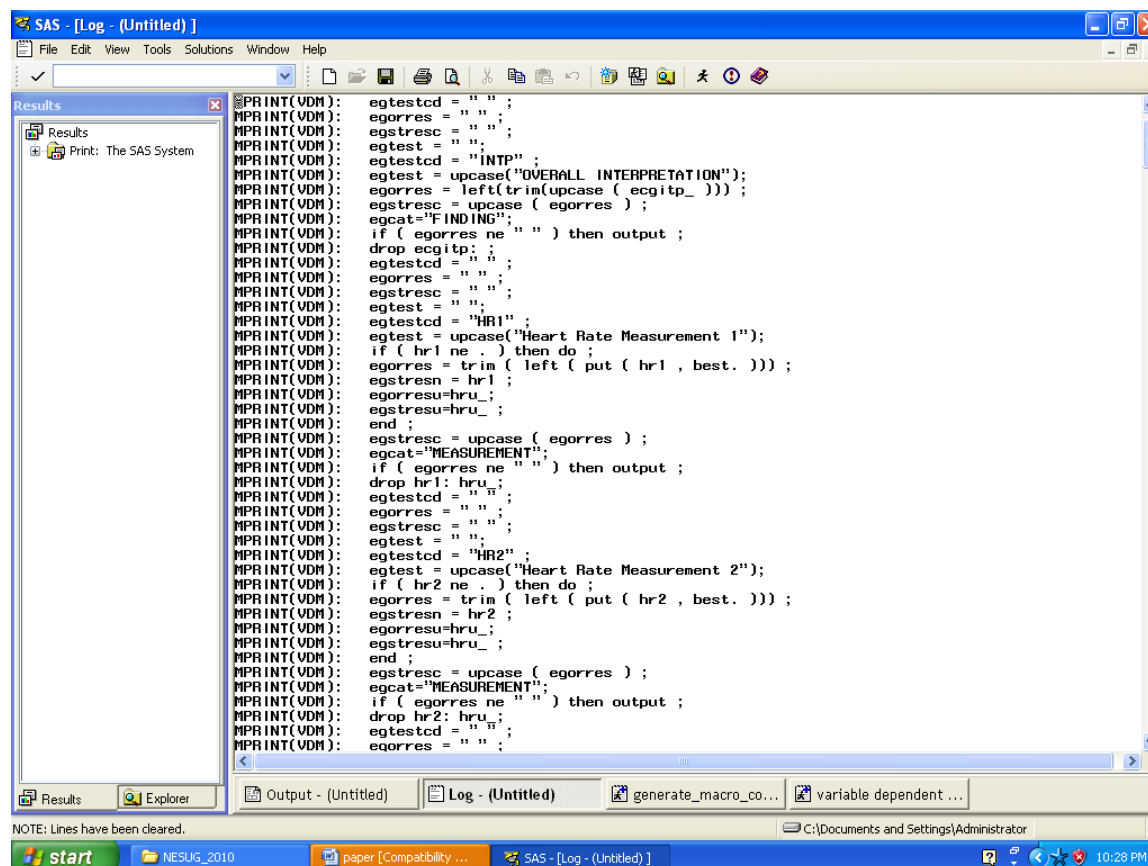 SAS - [Log - (Untitled) ]
File Edit View Tools Solutions Window Help
Results
Results
Print: The SAS System
MPRINT(VDM): egtestcd = " " ;
MPRINT(VDM): egorres = " " ;
MPRINT(VDM): egstresc = " " ;
MPRINT(VDM): egtest = " ";
MPRINT(VDM): egtestcd = "INTP" ;
MPRINT(VDM): egtest = upcase("OVERALL INTERPRETATION");
MPRINT(VDM): egorres = left(trim(upcase ( ecgitp_ ))) ;
MPRINT(VDM): egstresc = upcase ( egorres ) ;
MPRINT(VDM): egcat="FINDING";
MPRINT(VDM): if ( egorres ne " " ) then output ;
MPRINT(VDM): drop ecgitp: ;
MPRINT(VDM): egtestcd = " " ;
MPRINT(VDM): egorres = " " ;
MPRINT(VDM): egstresc = " " ;
MPRINT(VDM): egtest = " ";
MPRINT(VDM): egtestcd = "HR1" ;
MPRINT(VDM): egtest = upcase("Heart Rate Measurement 1");
MPRINT(VDM): if ( hr1 ne . ) then do ;
MPRINT(VDM): egorres = trim ( left ( put ( hr1 , best. ))) ;
MPRINT(VDM): egstresn = hr1 ;
MPRINT(VDM): egorresu=hru_;
MPRINT(VDM): egstresu=hru_ ;
MPRINT(VDM): end ;
MPRINT(VDM): egstresc = upcase ( egorres ) ;
MPRINT(VDM): egcat="MEASUREMENT";
MPRINT(VDM): if ( egorres ne " " ) then output ;
MPRINT(VDM): drop hr1: hru_;
MPRINT(VDM): egtestcd = " " ;
MPRINT(VDM): egorres = " " ;
MPRINT(VDM): egstresc = " " ;
MPRINT(VDM): egtest = " ";
MPRINT(VDM): egtestcd = "HR2" ;
MPRINT(VDM): egtest = upcase("Heart Rate Measurement 2");
MPRINT(VDM): if ( hr2 ne . ) then do ;
MPRINT(VDM): egorres = trim ( left ( put ( hr2 , best. ))) ;
MPRINT(VDM): egstresn = hr2 ;
MPRINT(VDM): egorresu=hru_;
MPRINT(VDM): egstresu=hru_ ;
MPRINT(VDM): end ;
MPRINT(VDM): egstresc = upcase ( egorres ) ;
MPRINT(VDM): egcat="MEASUREMENT";
MPRINT(VDM): if ( egorres ne " " ) then output ;
MPRINT(VDM): drop hr2: hru_;
MPRINT(VDM): egtestcd = " " ;
MPRINT(VDM): egorres = " " ;
Results Explorer Output - (Untitled) Log - (Untitled) generate_macro_co... variable dependent ...
NOTE: Lines have been cleared. C:\Documents and Settings\Administrator
start NESUG_2010 paper [Compatibility ... SAS - [Log - (Untitled) ] 10:28 PM